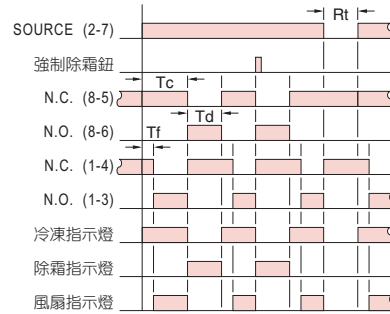 SOURCE (2-7)
Rt
強制除霜鈕
Tc
N.C. (8-5)
Td
N.O. (8-6)
Tf
N.C. (1-4)
N.O. (1-3)
冷凍指示燈
除霜指示燈
風扇指示燈